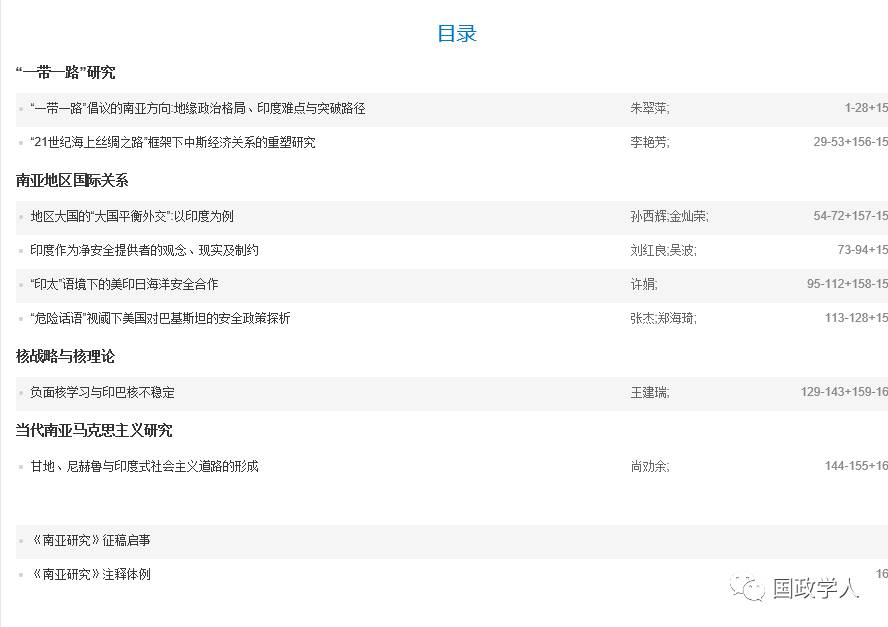 目录
“一带一路”研究
“一带一路”倡议的南亚方向:地缘政治格局、印度难点与突破路径 朱翠萍; 1-28+15
“21世纪海上丝绸之路”框架下中斯经济关系的重塑研究 李艳芳; 29-53+156-15
南亚地区国际关系
地区大国的“大国平衡外交”:以印度为例 孙西辉;金灿荣; 54-72+157-15
印度作为净安全提供者的观念、现实及制约 刘红良;吴波; 73-94+15
“印太”语境下的美印日海洋安全合作 许娟; 95-112+158-15
“危险话语”视阈下美国对巴基斯坦的安全政策探析 张杰;郑海琦; 113-128+15
核战略与核理论
负面核学习与印巴核不稳定 王建瑞; 129-143+159-16
当代南亚马克思主义研究
甘地、尼赫鲁与印度式社会主义道路的形成 尚劝余; 144-155+16
《南亚研究》征稿启事
《南亚研究》注释体例 16
国政学人